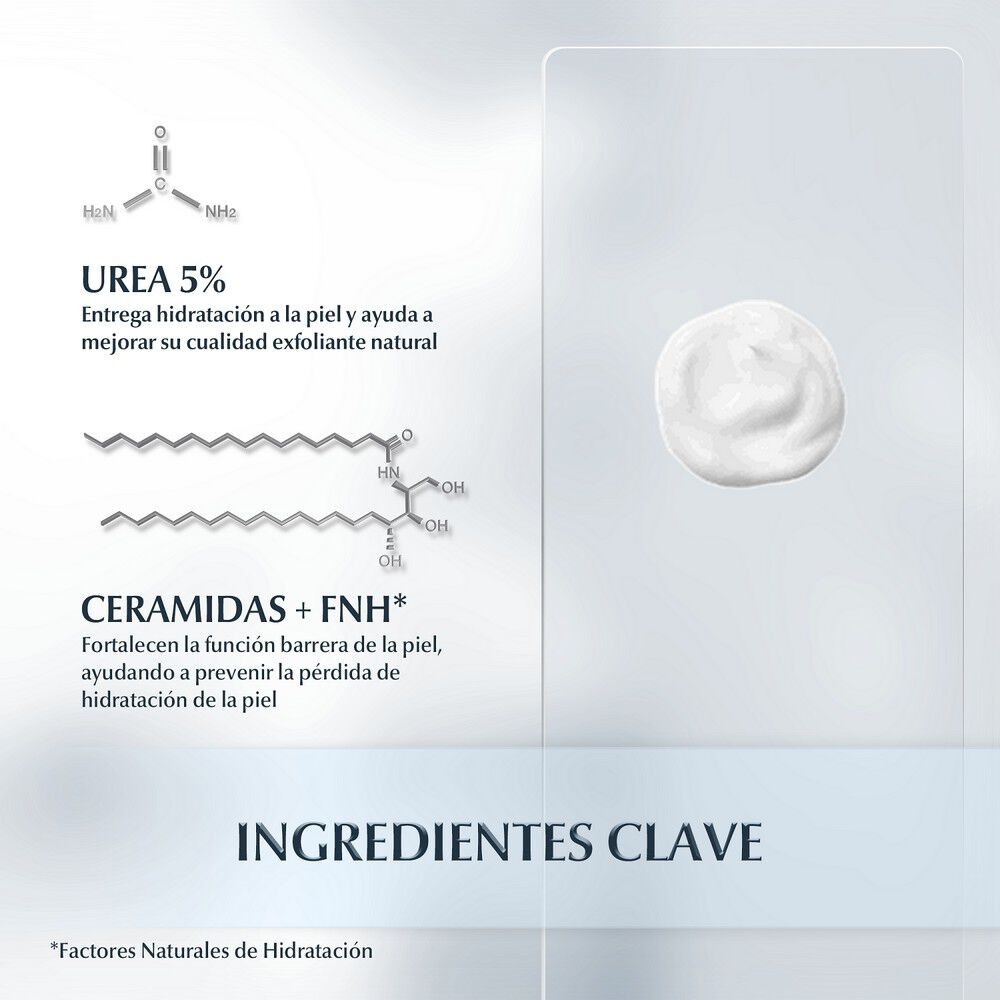 O
C
H2N NH2
UREA 5%
Entrega hidratación a la piel y ayuda a
mejorar su cualidad exfoliante natural
O
HN
OH
OH
OH
CERAMIDAS + FNH*
Fortalecen la función barrera de la piel,
ayudando a prevenir la pérdida de
hidratación de la piel
INGREDIENTES CLAVE
*Factores Naturales de Hidratación